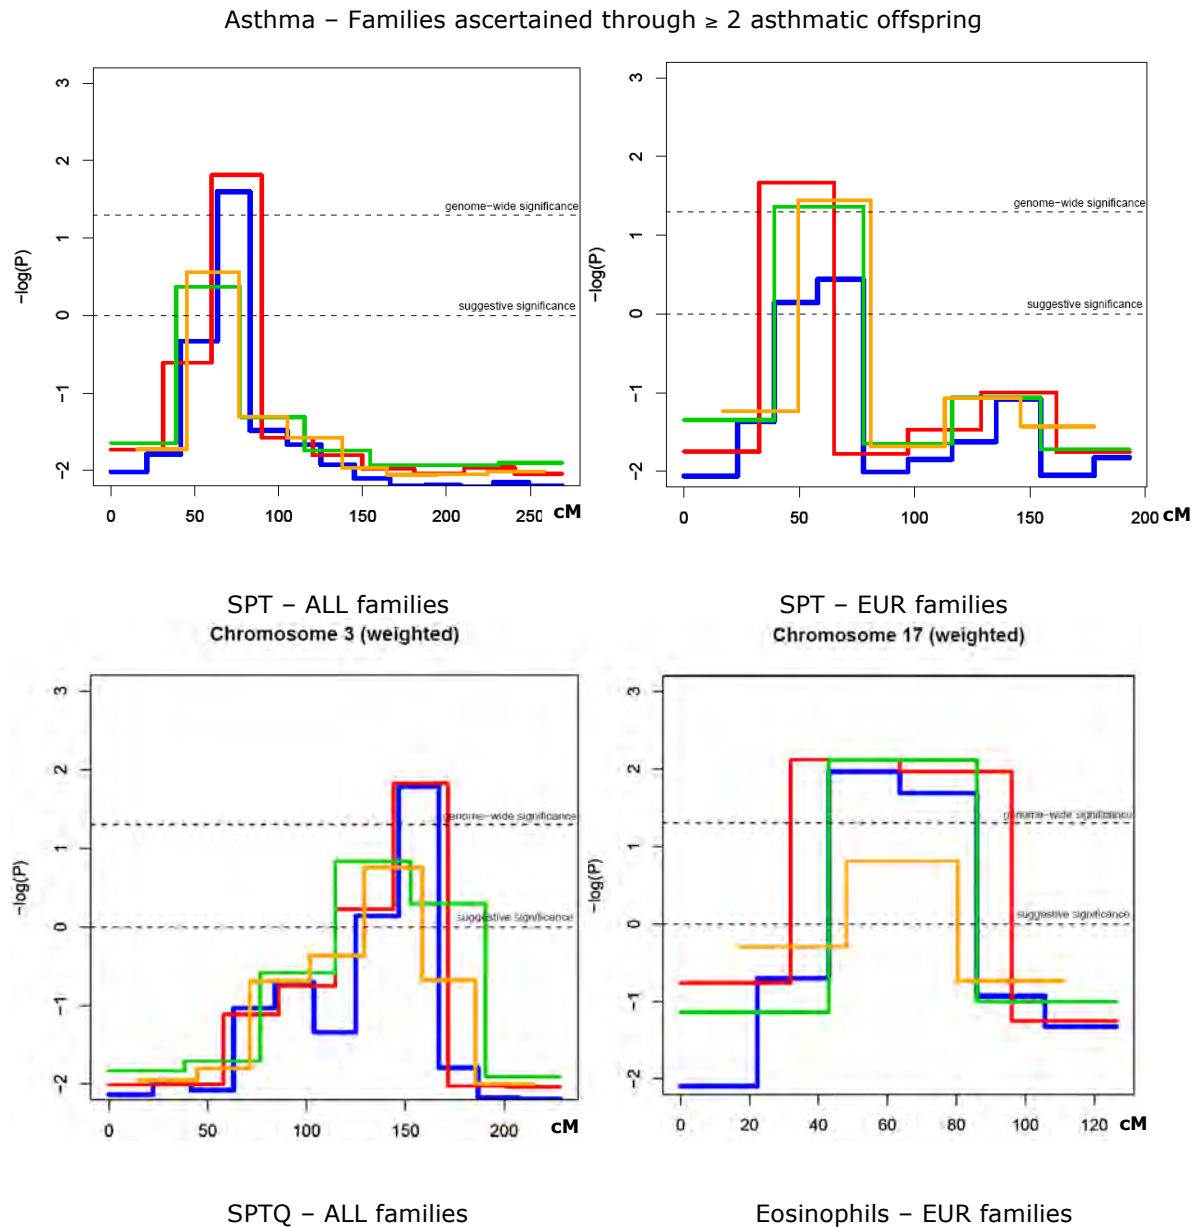 Asthma – Families ascertained through ≥ 2 asthmatic offspring
3
2
1
0
-1
-2
-log(P)
genome-wide significance
suggestive significance
0 50 100 150 200 250 cM
3
2
1
0
-1
-2
-log(P)
genome-wide significance
suggestive significance
0 50 100 150 200 cM
SPT – ALL families
SPT – EUR families
Chromosome 3 (weighted)
Chromosome 17 (weighted)
3
2
1
0
-1
-2
-log(P)
genome-wide significance
suggestive significance
0 50 100 150 200 cM
3
2
1
0
-1
-2
-log(P)
genome-wide significance
suggestive significance
0 20 40 60 80 100 120 cM
SPTQ – ALL families
Eosinophils – EUR families